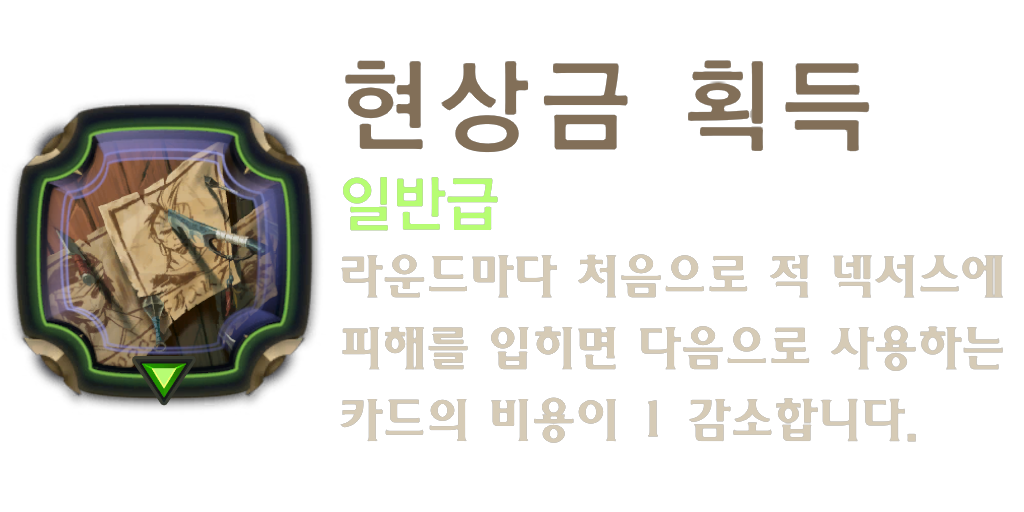 현상금 획득
일반급
라운드마다 처음으로 적 넥서스에
피해를 입히면 다음으로 사용하는
카드의 비용이 1 감소합니다.